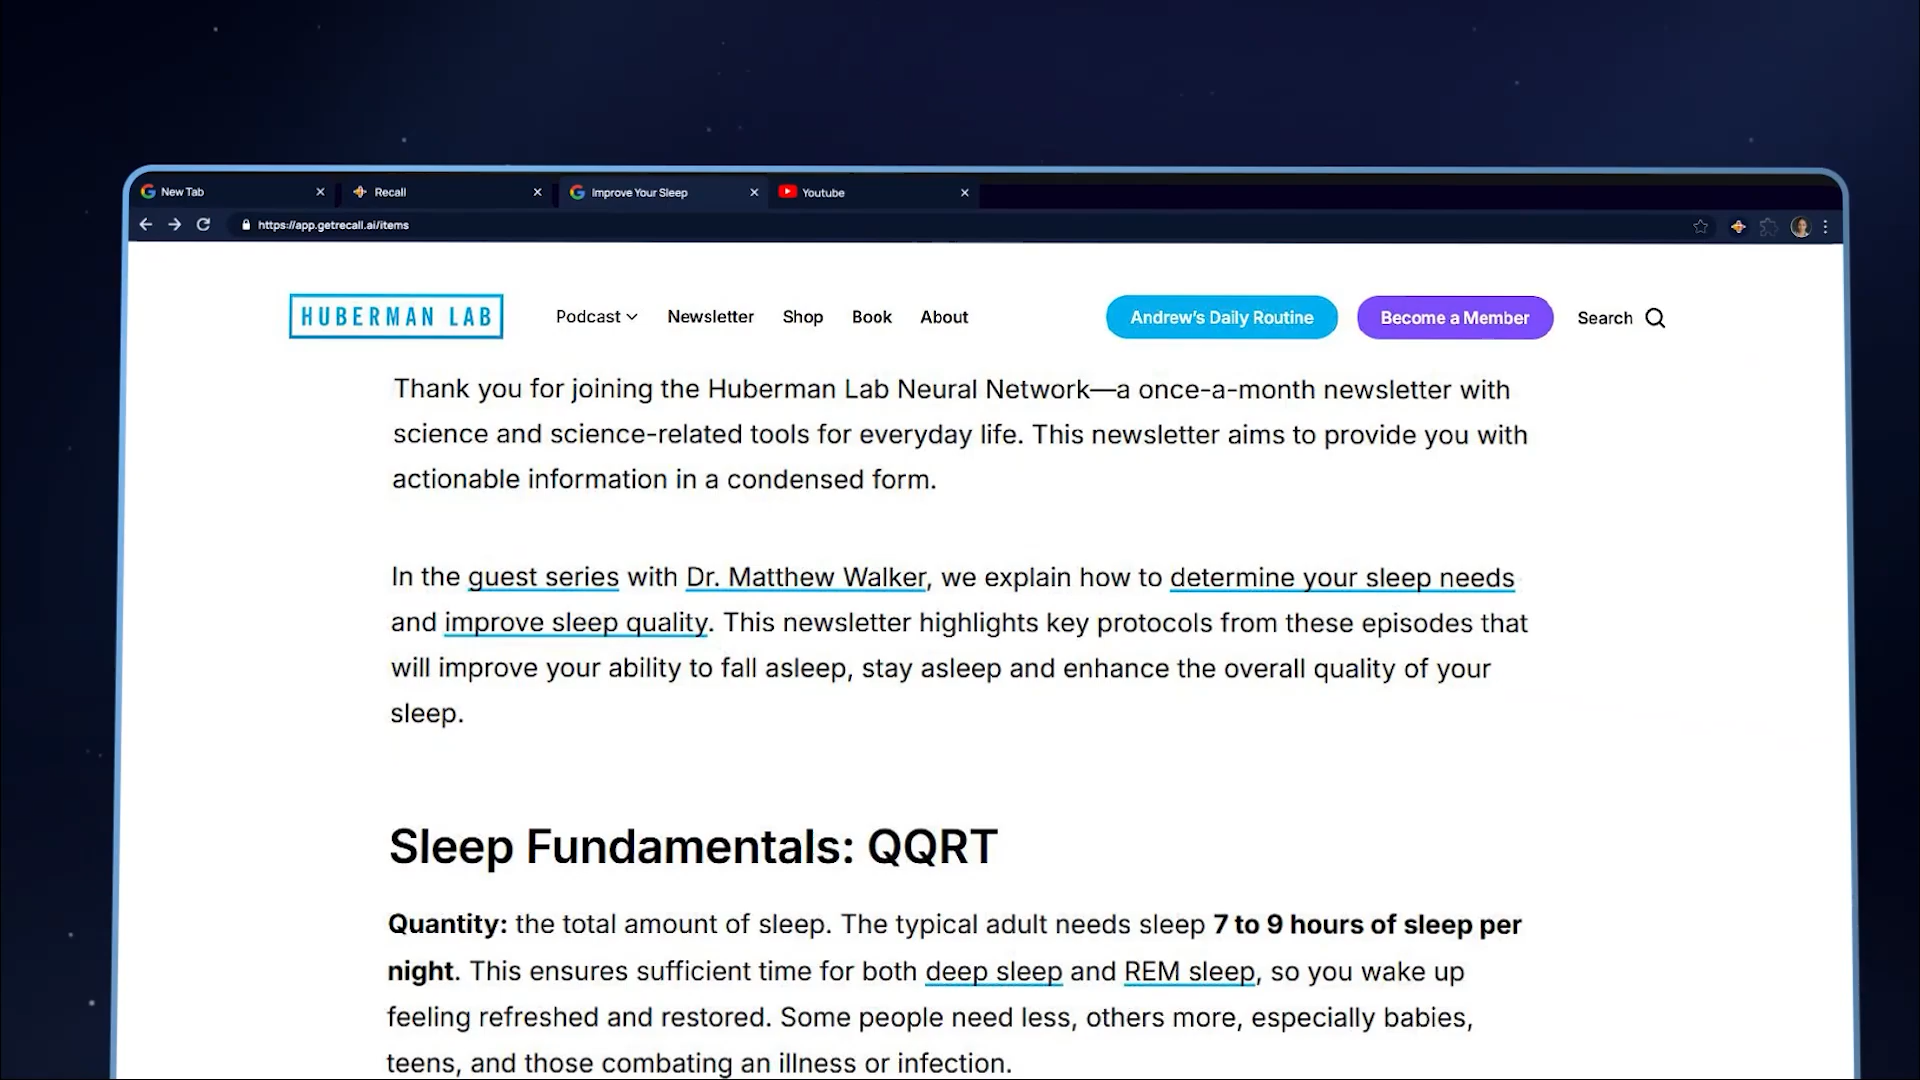 New Tab
Recall
Improve Your Sleep
Youtube
https://app.getrecall.ai/items
HUBERMAN LAB
Podcast
Newsletter
Shop
Book
About
Andrew's Daily Routine
Become a Member
Search
Thank you for joining the Huberman Lab Neural Network—a once-a-month newsletter with
science and science-related tools for everyday life. This newsletter aims to provide you with
actionable information in a condensed form.
In the guest series with Dr. Matthew Walker, we explain how to determine your sleep needs
and improve sleep quality. This newsletter highlights key protocols from these episodes that
will improve your ability to fall asleep, stay asleep and enhance the overall quality of your
sleep.
Sleep Fundamentals: QQRT
Quantity: the total amount of sleep. The typical adult needs sleep 7 to 9 hours of sleep per
night. This ensures sufficient time for both deep sleep and REM sleep, so you wake up
feeling refreshed and restored. Some people need less, others more, especially babies,
teens, and those combating an illness or infection.